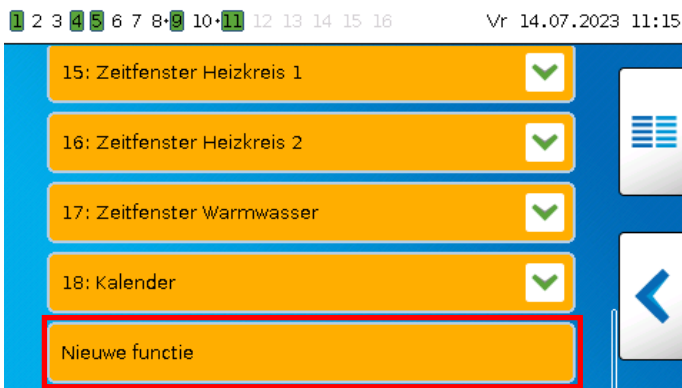 1 2 3 4 5 6 7 8·9 10·11 12 13 14 15 16 Vr 14.07.2023 11:15
15: Zeitfenster Heizkreis 1
16: Zeitfenster Heizkreis 2
17: Zeitfenster Warmwasser
18: Kalender
Nieuwe functie